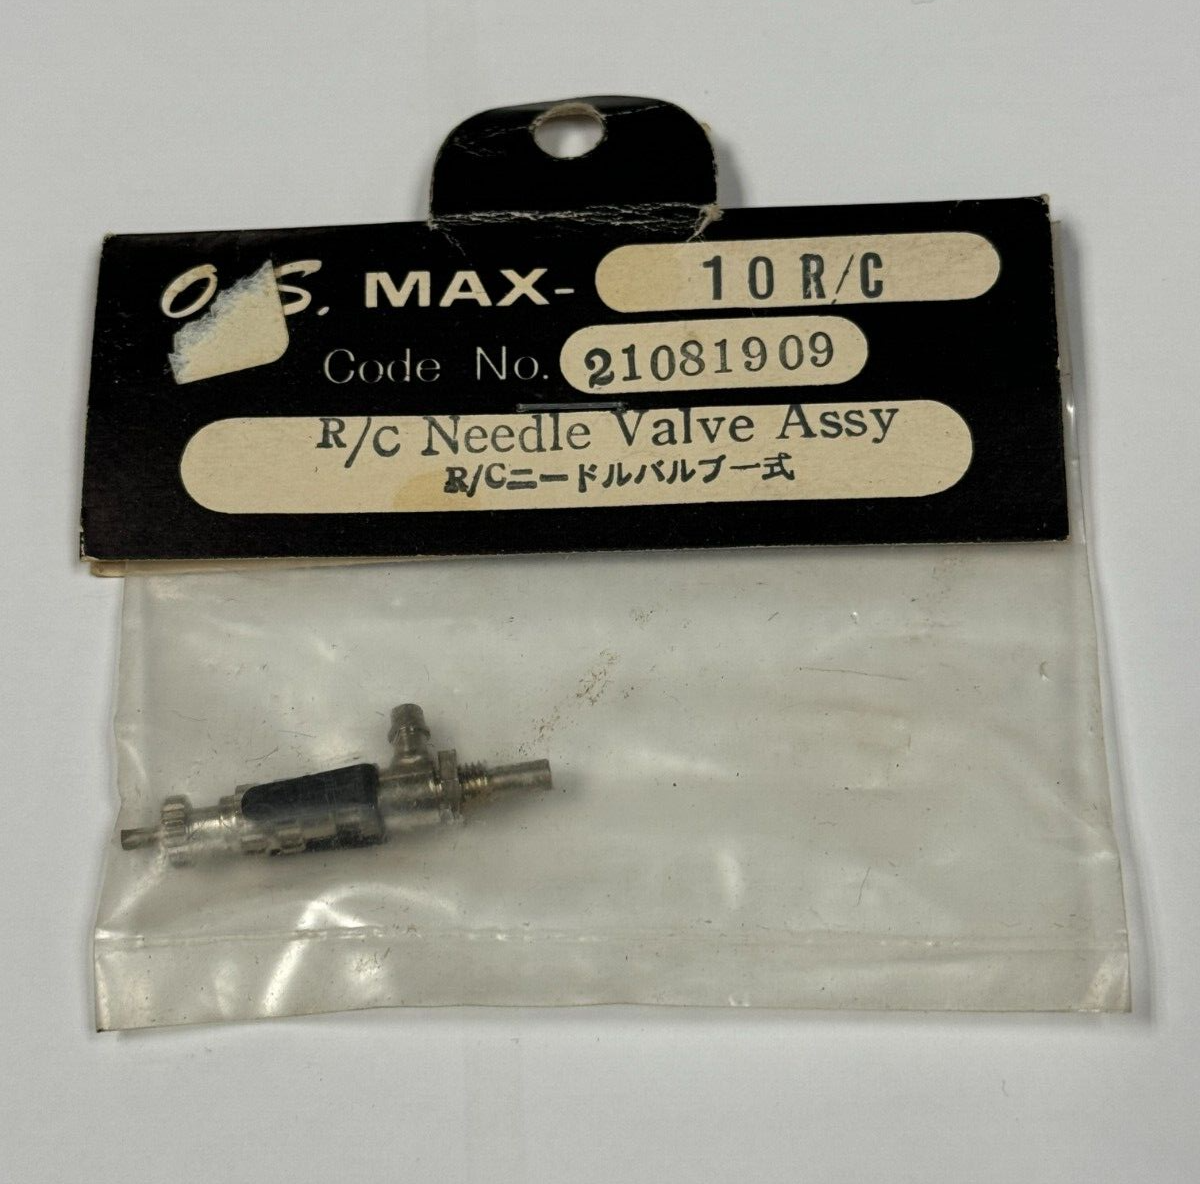 O.S. MAX- 10 R/C
Code No. 21081909
R/C Needle Valve Assy
R/Cニードルバルブ一式